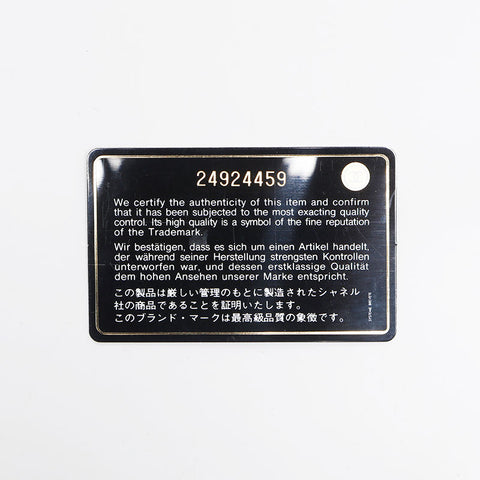 24924459
We certify the authenticity of this item and confirm
that it has been subjected to the most exacting quality
control. Its high quality is a symbol of the fine reputation
of the Trademark.
Wir bestätigen, dass es sich um einen Artikel handelt,
der während seiner Herstellung strengsten Kontrollen
unterworfen war, und dessen erstklassige Qualität
dem hohen Ansehen unserer Marke entspricht.
この製品は厳しい管理のもとに製造されたシャネル
社の商品であることを証明いたします。
このブランド・マークは最高級品質の象徴です。